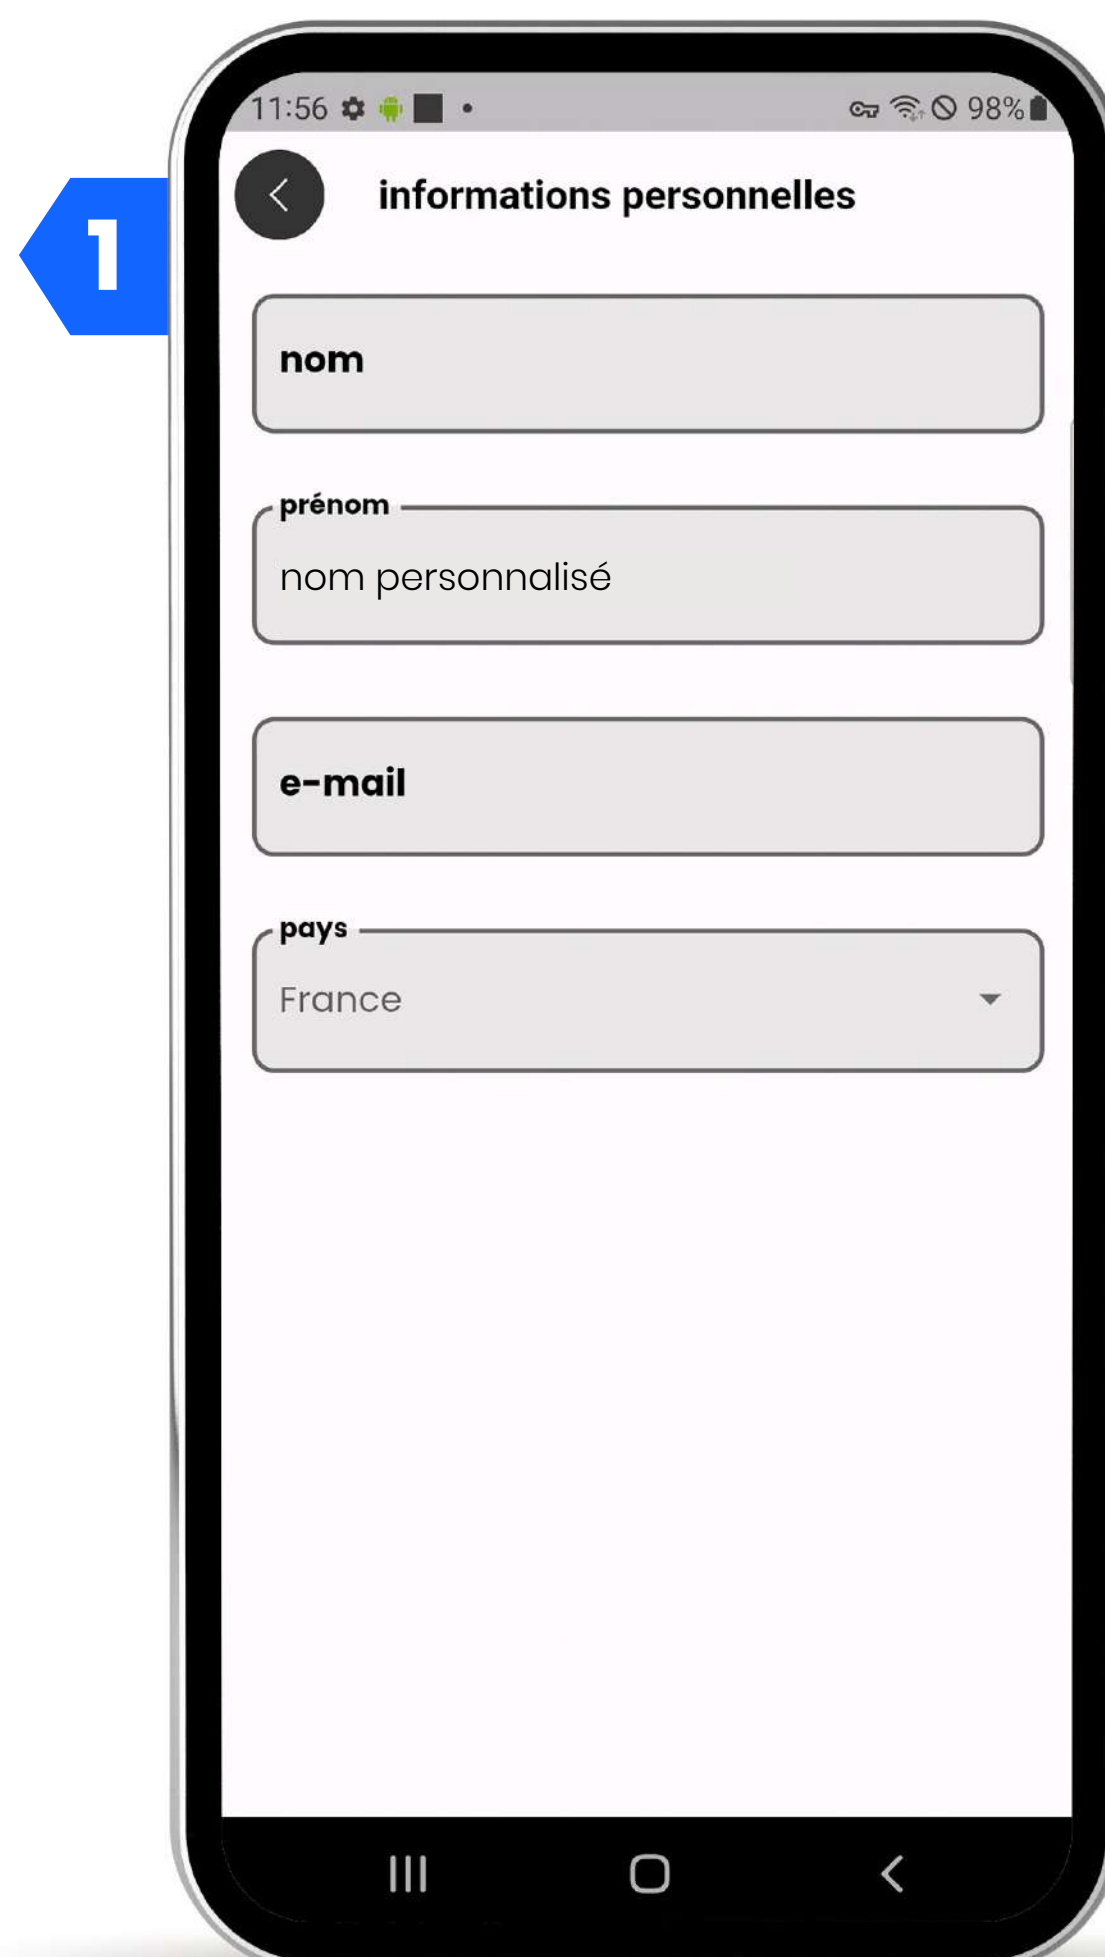 11:56
98%
1
informations personnelles
nom
prénom
nom personnalisé
e-mail
pays
France